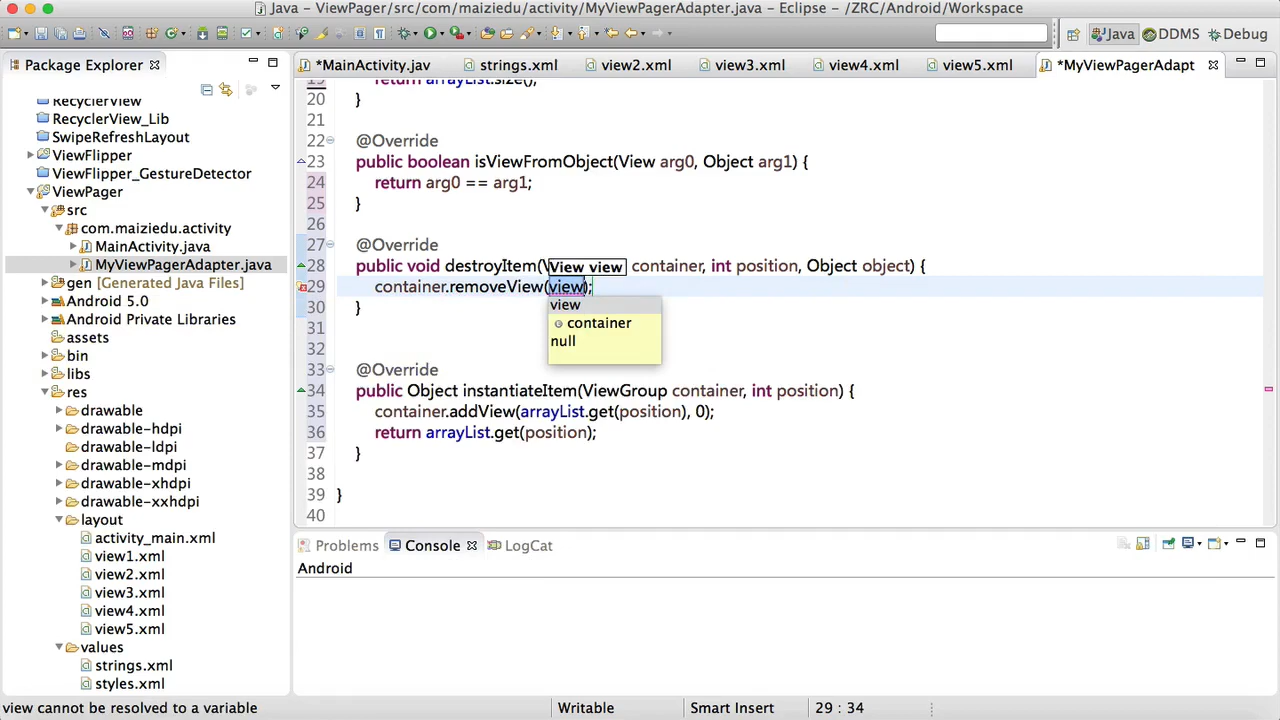 Java – ViewPager/src/com/maiziedu/activity/MyViewPagerAdapter.java – Eclipse – /ZRC/Android/Workspace
Java DDMS Debug
Package Explorer
*MainActivity.jav strings.xml view2.xml view3.xml view4.xml view5.xml *MyViewPagerAdapt
RecyclerView
RecyclerView_Lib
SwipeRefreshLayout
ViewFlipper
ViewFlipper_GestureDetector
ViewPager
src
com.maiziedu.activity
MainActivity.java
MyViewPagerAdapter.java
gen [Generated Java Files]
Android 5.0
Android Private Libraries
assets
bin
libs
res
drawable
drawable-hdpi
drawable-ldpi
drawable-mdpi
drawable-xhdpi
drawable-xxhdpi
layout
activity_main.xml
view1.xml
view2.xml
view3.xml
view4.xml
view5.xml
values
strings.xml
styles.xml
19 return arrayList.size();
20 }
21
22 @Override
23 public boolean isViewFromObject(View arg0, Object arg1) {
24 return arg0 == arg1;
25 }
26
27 @Override
28 public void destroyItem(V View view container, int position, Object object) {
29 container.removeView(view);
view
container
null
30 }
31
32
33 @Override
34 public Object instantiateItem(ViewGroup container, int position) {
35 container.addView(arrayList.get(position), 0);
36 return arrayList.get(position);
37 }
38
39 }
40
Problems Console LogCat
Android
view cannot be resolved to a variable Writable Smart Insert 29 : 34